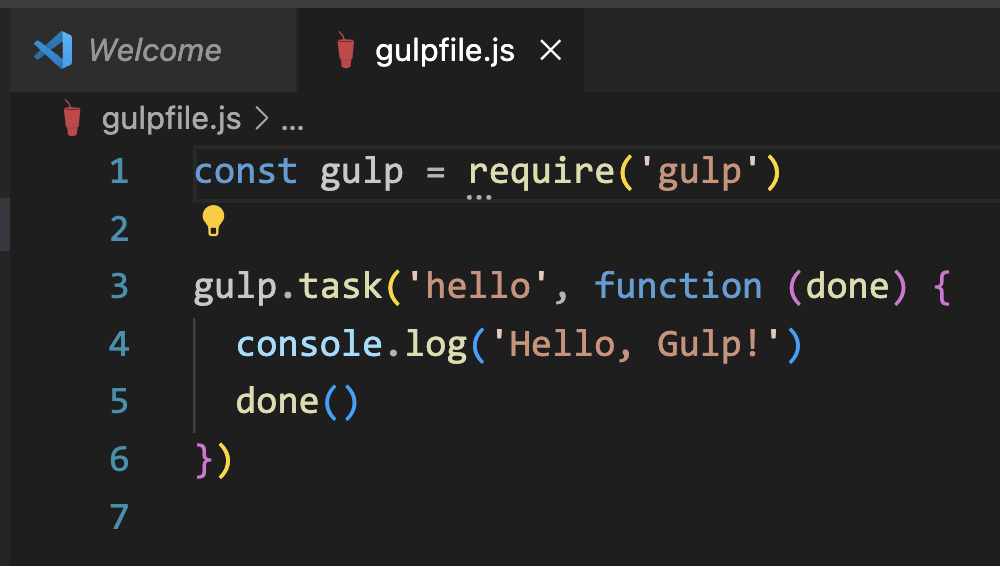 Welcome
gulpfile.js
gulpfile.js > ...
1 const gulp = require('gulp')
2
3 gulp.task('hello', function (done) {
4   console.log('Hello, Gulp!')
5   done()
6 })
7